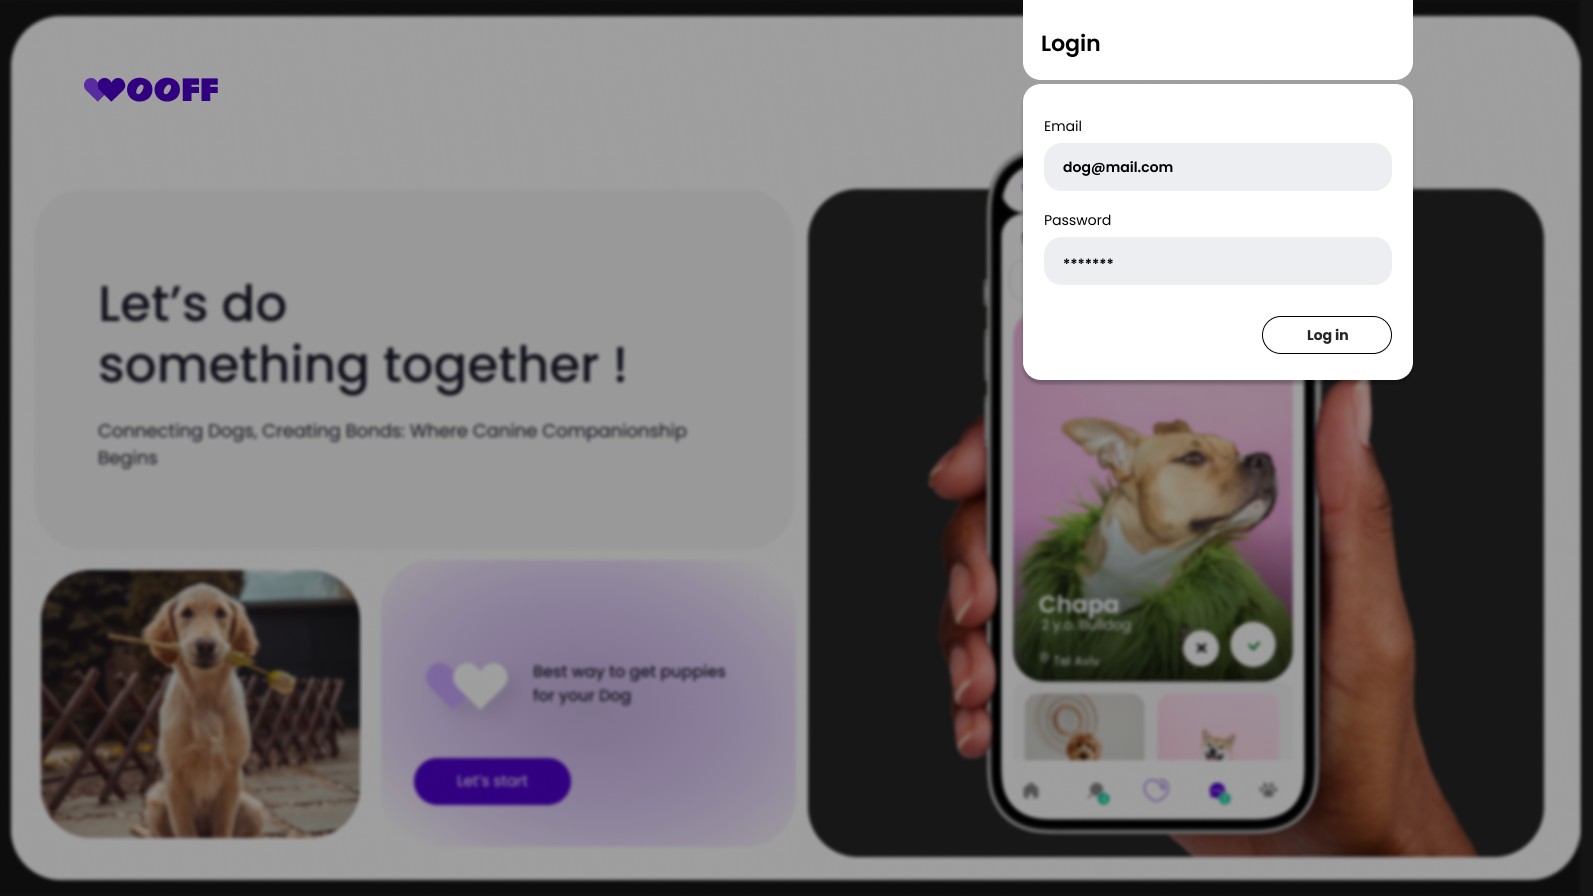 WOOFF
Login
Email
dog@mail.com
Password
*******
Log in
Let’s do
something together !
Connecting Dogs, Creating Bonds: Where Canine Companionship
Begins
Best way to get puppies
for your Dog
Let's start
Chapa
2 y.o. Bulldog
Tel Aviv